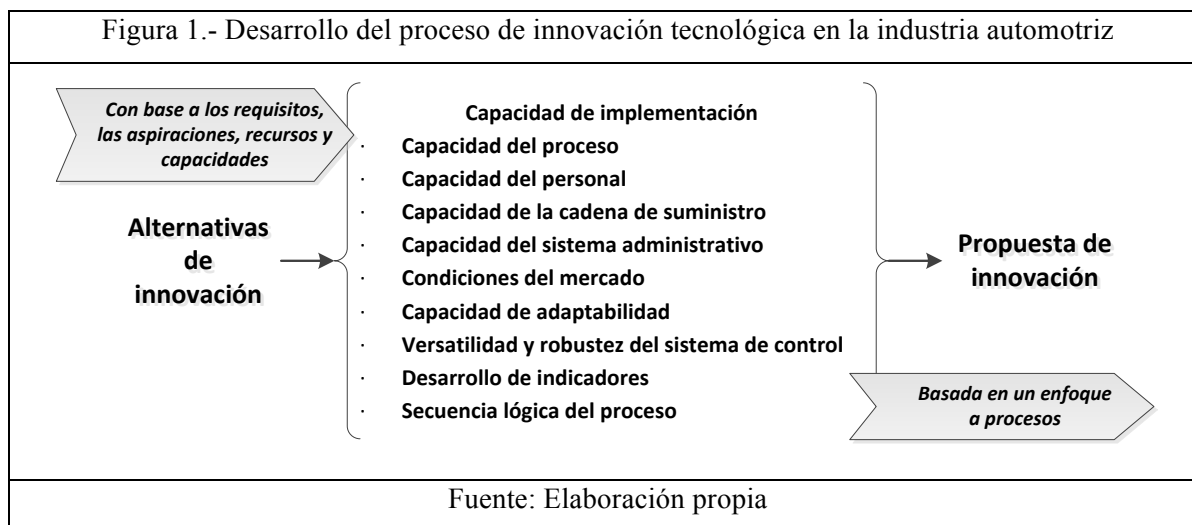 Figura 1.- Desarrollo del proceso de innovación tecnológica en la industria automotriz
Con base a los requisitos,
las aspiraciones, recursos y
capacidades
Alternativas
de
innovación
Capacidad de implementación
· Capacidad del proceso
· Capacidad del personal
· Capacidad de la cadena de suministro
· Capacidad del sistema administrativo
· Condiciones del mercado
· Capacidad de adaptabilidad
· Versatilidad y robustez del sistema de control
· Desarrollo de indicadores
· Secuencia lógica del proceso
Propuesta de
innovación
Basada en un enfoque
a procesos
Fuente: Elaboración propia